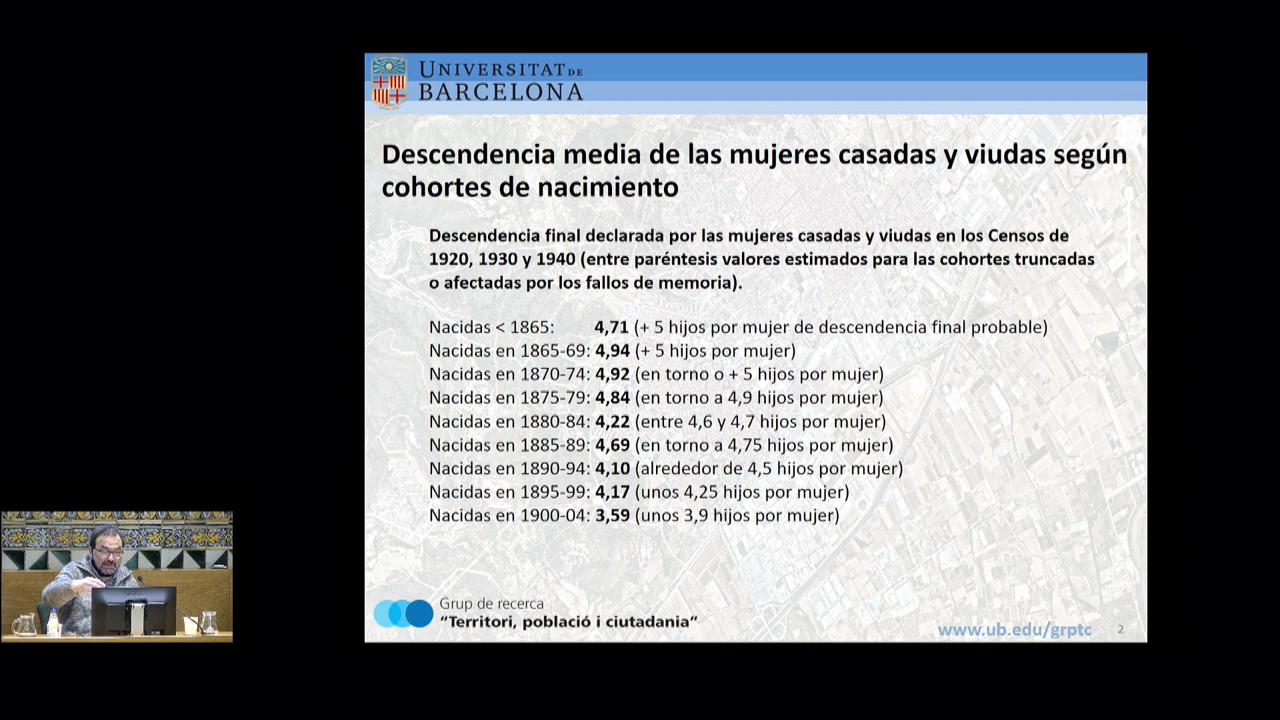 UNIVERSITAT DE
BARCELONA
Descendencia media de las mujeres casadas y viudas según
cohortes de nacimiento
Descendencia final declarada por las mujeres casadas y viudas en los Censos de
1920, 1930 y 1940 (entre paréntesis valores estimados para las cohortes truncadas
o afectadas por los fallos de memoria).
Nacidas < 1865: 4,71 (+ 5 hijos por mujer de descendencia final probable)
Nacidas en 1865-69: 4,94 (+ 5 hijos por mujer)
Nacidas en 1870-74: 4,92 (en torno o + 5 hijos por mujer)
Nacidas en 1875-79: 4,84 (en torno a 4,9 hijos por mujer)
Nacidas en 1880-84: 4,22 (entre 4,6 y 4,7 hijos por mujer)
Nacidas en 1885-89: 4,69 (en torno a 4,75 hijos por mujer)
Nacidas en 1890-94: 4,10 (alrededor de 4,5 hijos por mujer)
Nacidas en 1895-99: 4,17 (unos 4,25 hijos por mujer)
Nacidas en 1900-04: 3,59 (unos 3,9 hijos por mujer)
Grup de recerca
"Territori, població i ciutadania"
www.ub.edu/grptc 2